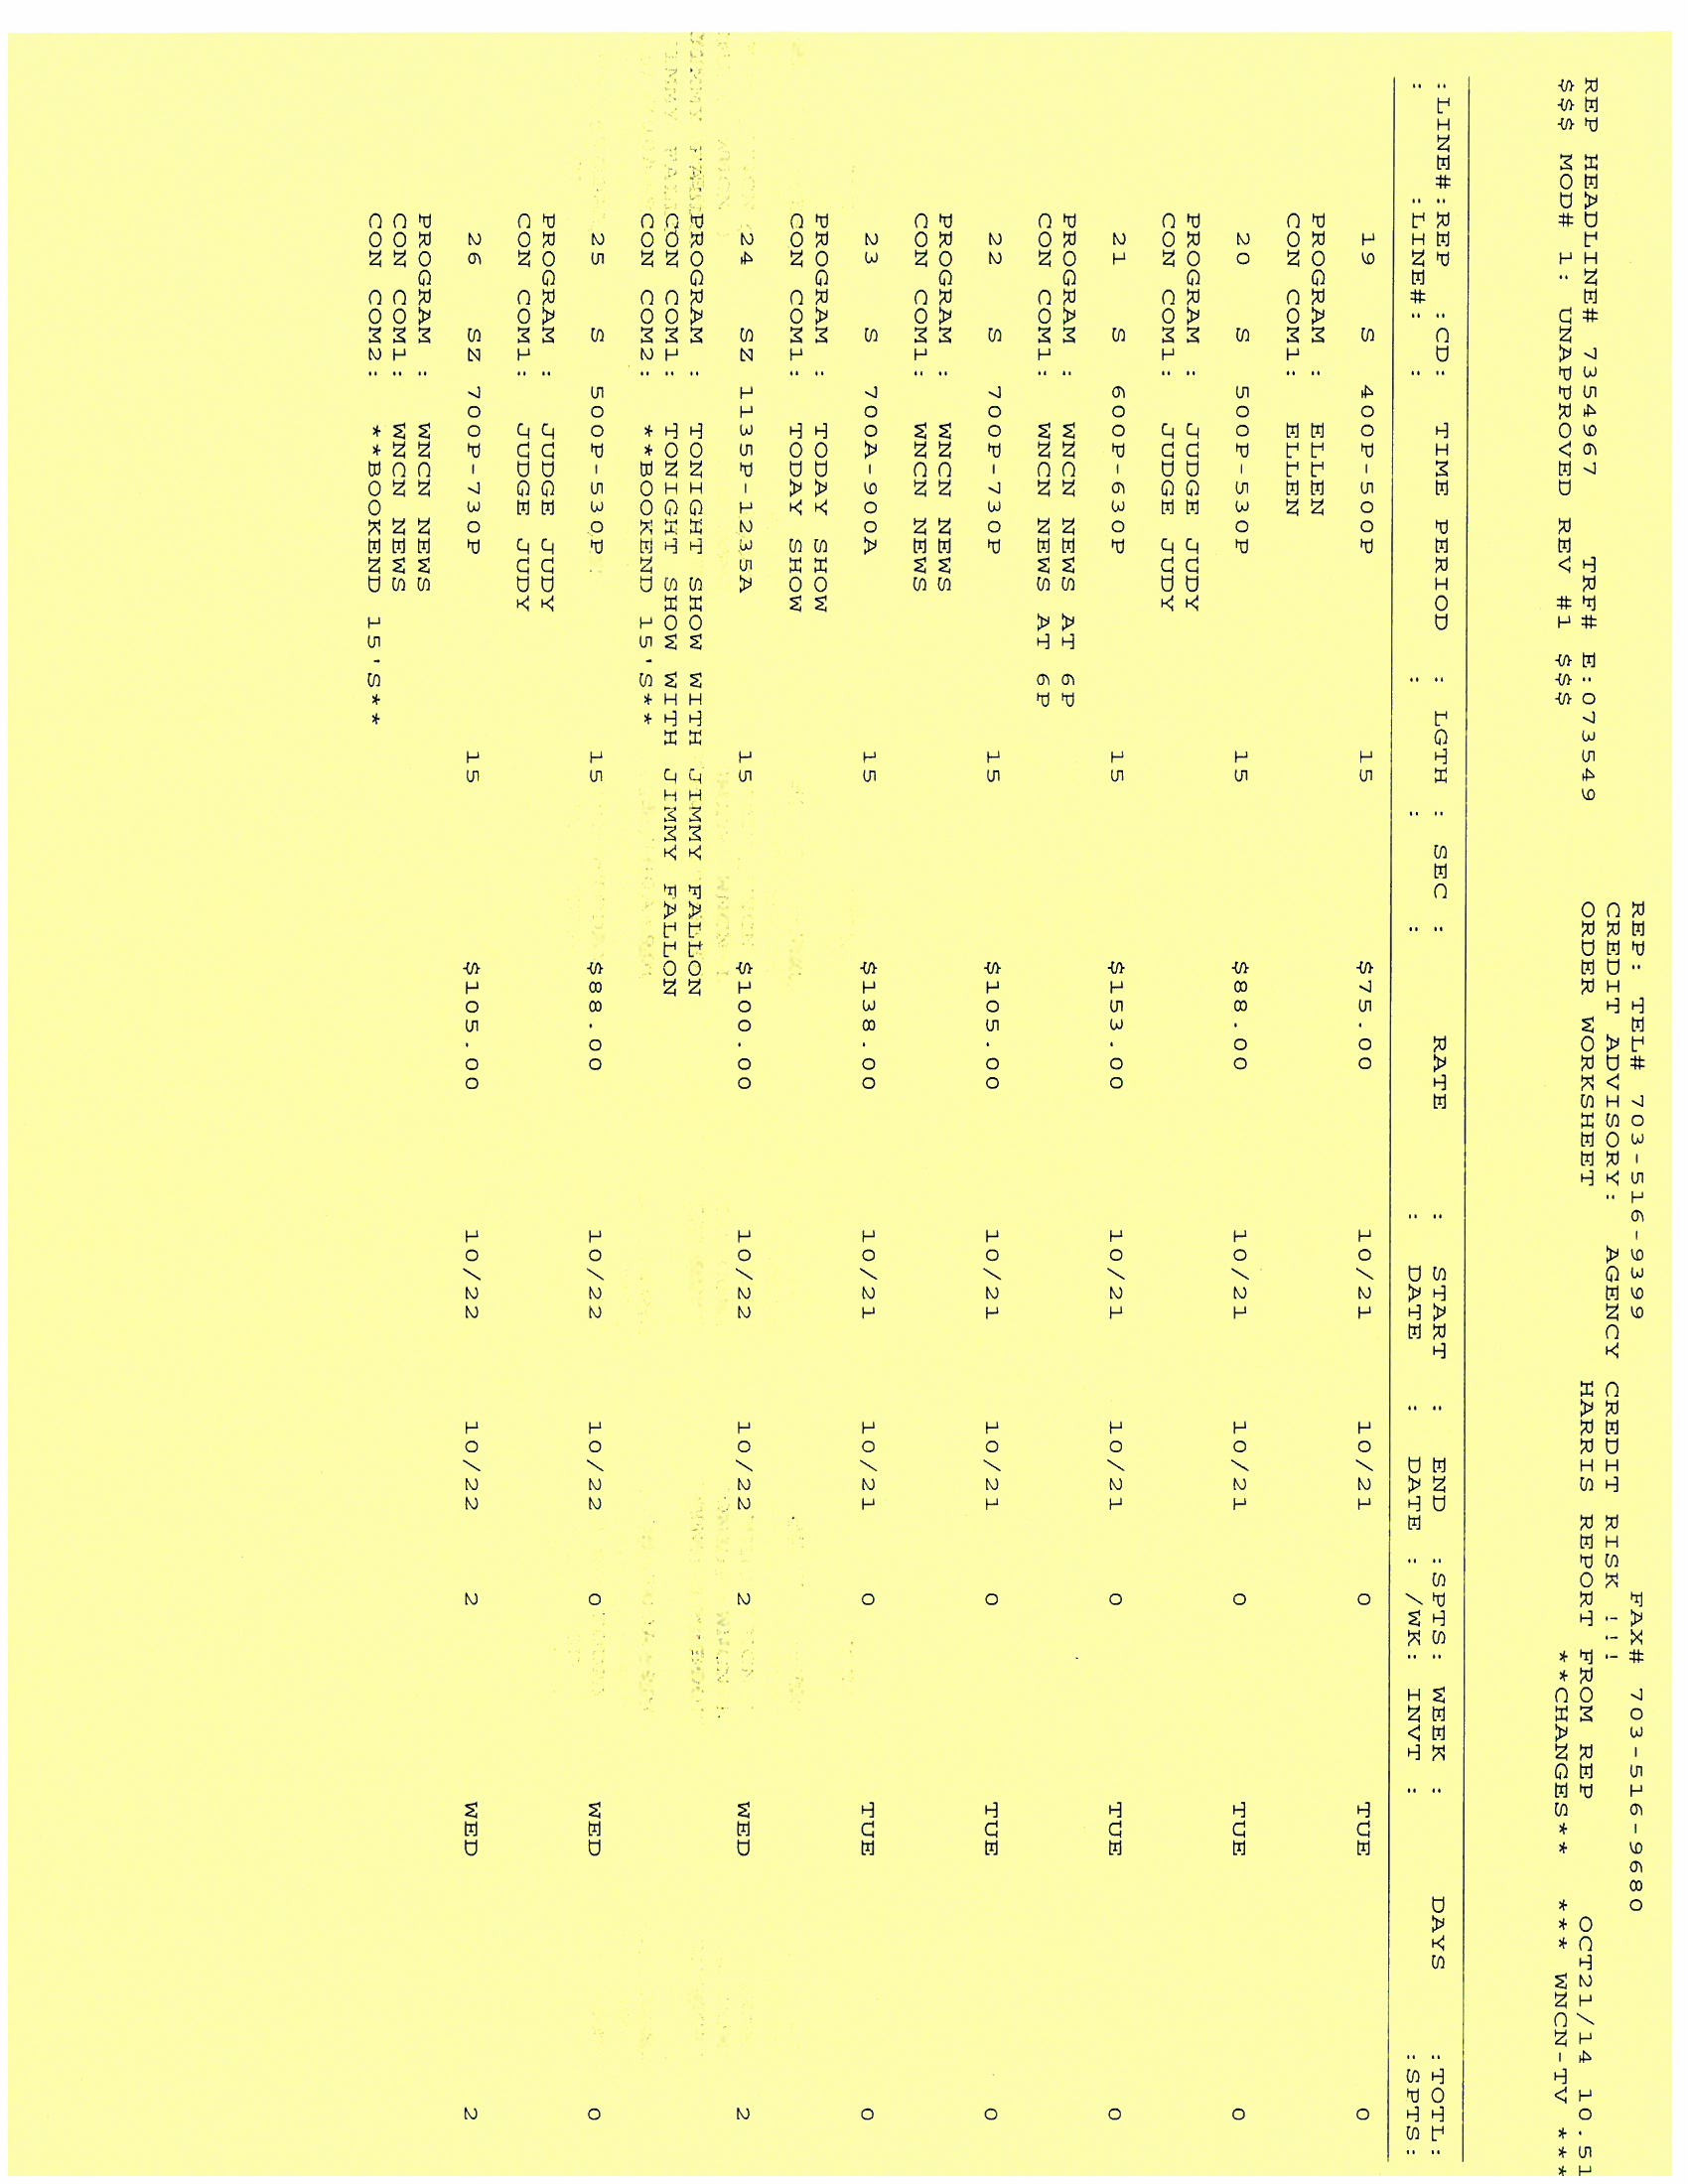 REP: TEL# 703-516-9399 FAX# 703-516-9680
CREDIT ADVISORY: AGENCY CREDIT RISK !!!
REP HEADLINE# 7354967 TRF# E:073549 ORDER WORKSHEET HARRIS REPORT FROM REP OCT21/14 10.51
$$$ MOD# 1: UNAPPROVED REV #1 $$$ **CHANGES** *** WNCN-TV ***
:LINE#:REP :CD: TIME PERIOD : LGTH : SEC : RATE : START : END :SPTS: WEEK : DAYS :TOTL:
: :LINE#: : : : : : DATE : DATE : /WK: INVT : :SPTS:
19 S 400P-500P 15 $75.00 10/21 10/21 0 TUE 0
PROGRAM : ELLEN
CON COM1: ELLEN
20 S 500P-530P 15 $88.00 10/21 10/21 0 TUE 0
PROGRAM : JUDGE JUDY
CON COM1: JUDGE JUDY
21 S 600P-630P 15 $153.00 10/21 10/21 0 TUE 0
PROGRAM : WNCN NEWS AT 6P
CON COM1: WNCN NEWS AT 6P
22 S 700P-730P 15 $105.00 10/21 10/21 0 TUE 0
PROGRAM : WNCN NEWS
CON COM1: WNCN NEWS
23 S 700A-900A 15 $138.00 10/21 10/21 0 TUE 0
PROGRAM : TODAY SHOW
CON COM1: TODAY SHOW
24 SZ 1135P-1235A 15 $100.00 10/22 10/22 2 WED 2
PROGRAM : TONIGHT SHOW WITH JIMMY FALLON
CON COM1: TONIGHT SHOW WITH JIMMY FALLON
CON COM2: **BOOKEND 15'S**
25 S 500P-530P 15 $88.00 10/22 10/22 0 WED 0
PROGRAM : JUDGE JUDY
CON COM1: JUDGE JUDY
26 SZ 700P-730P 15 $105.00 10/22 10/22 2 WED 2
PROGRAM : WNCN NEWS
CON COM1: WNCN NEWS
CON COM2: **BOOKEND 15'S**